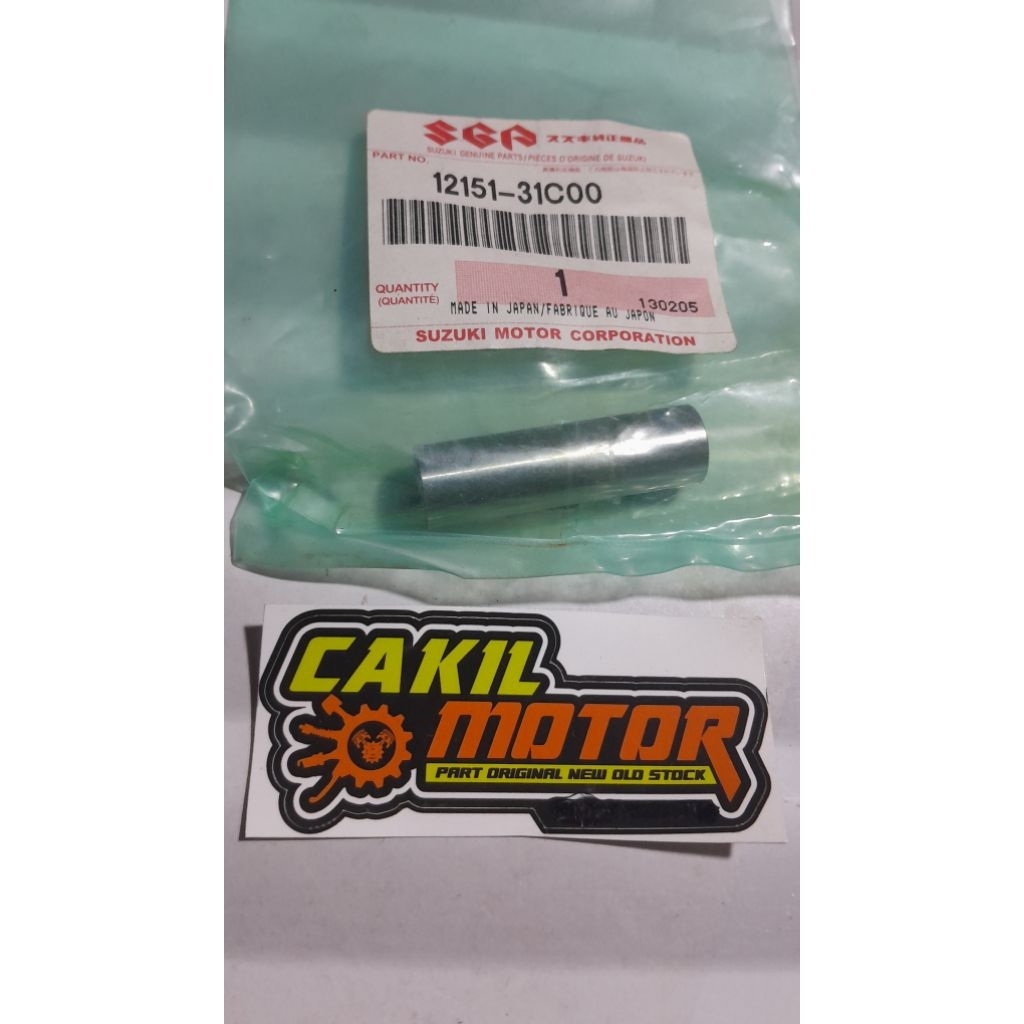 SGP スズキ純正部品
SUZUKI GENUINE PARTS/PIÈCES D'ORIGINE DE SUZUKI
PART NO.
12151-31C00
1
QUANTITY
(QUANTITÉ)
130205
MADE IN JAPAN/FABRIQUE AU JAPON
SUZUKI MOTOR CORPORATION
CAKIL
MOTOR
PART ORIGINAL NEW OLD STOCK